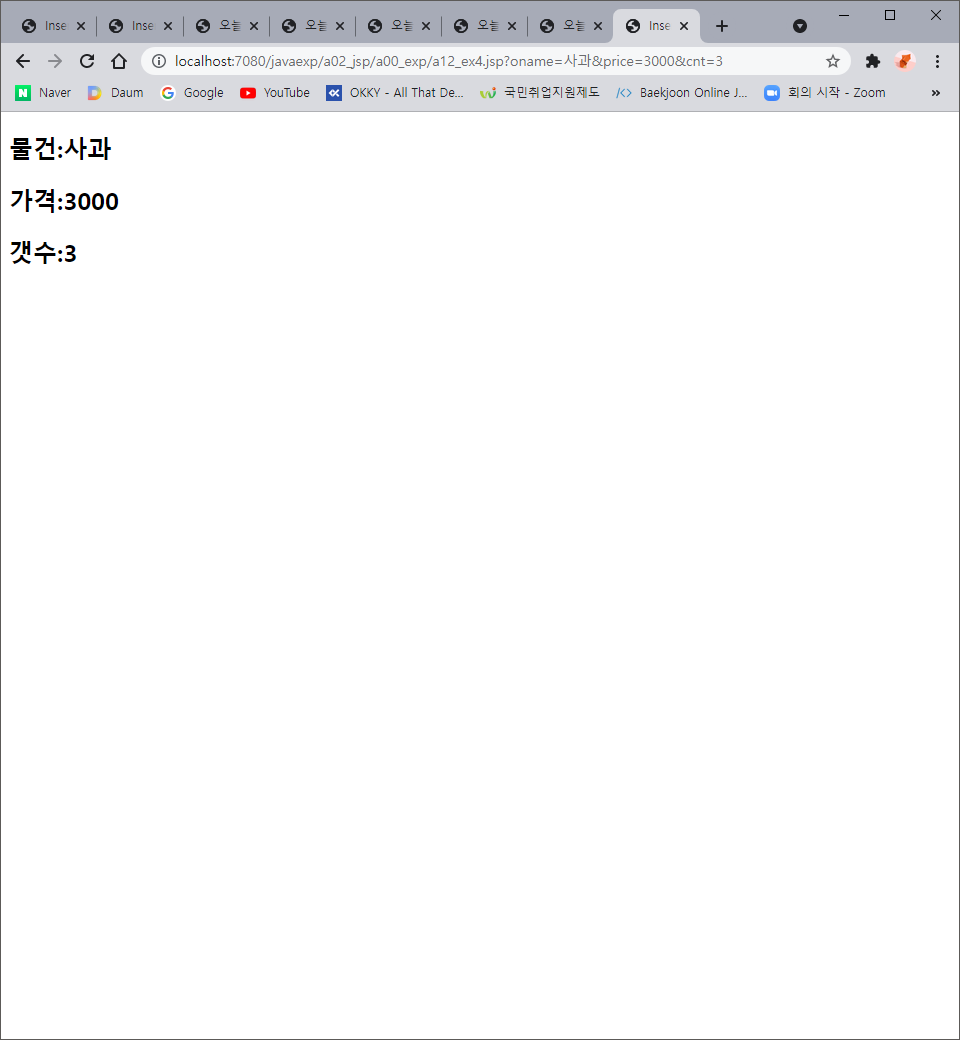 Inse Inse 오늘 오늘 오늘 오늘 오늘 Inse
localhost:7080/javaexp/a02_jsp/a00_exp/a12_ex4.jsp?oname=사과&price=3000&cnt=3
Naver Daum Google YouTube OKKY - All That De... 국민취업지원제도 Baekjoon Online J... 회의 시작 - Zoom »
물건:사과
가격:3000
갯수:3